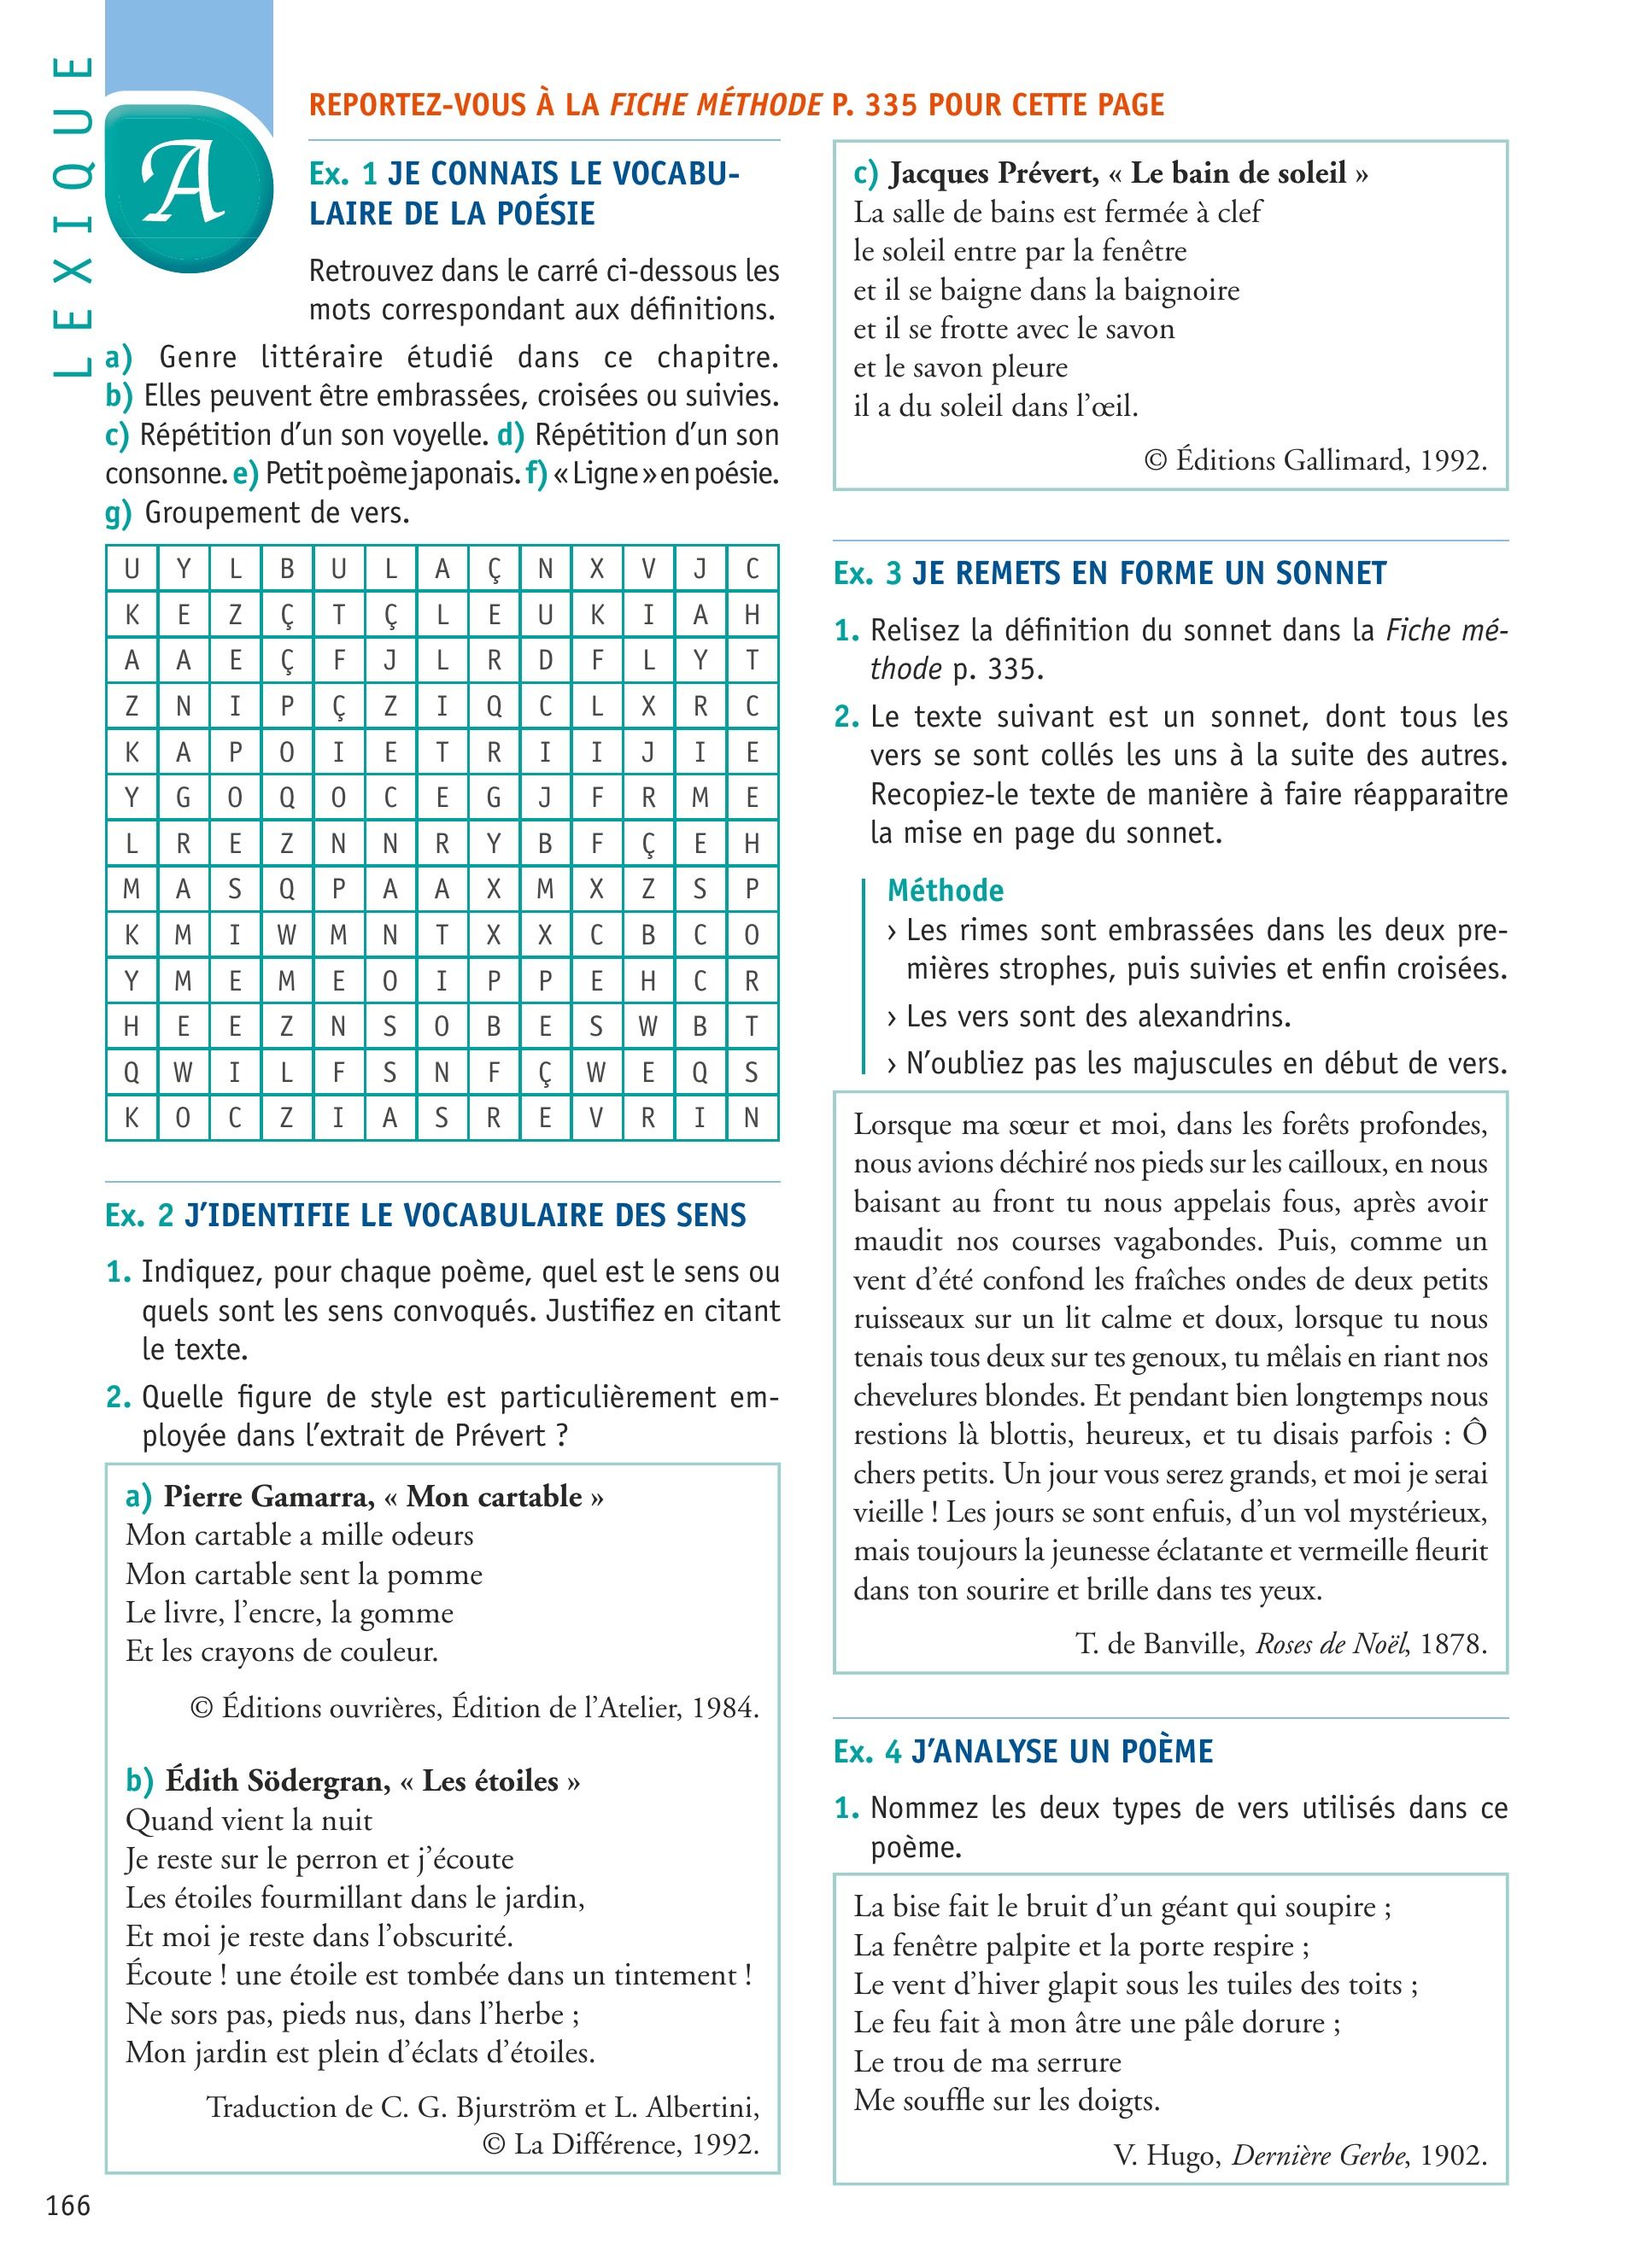 LEXIQUE
A
REPORTEZ-VOUS À LA FICHE MÉTHODE P. 335 POUR CETTE PAGE
Ex. 1 JE CONNAIS LE VOCABU-
LAIRE DE LA POÉSIE
Retrouvez dans le carré ci-dessous les
mots correspondant aux définitions.
a) Genre littéraire étudié dans ce chapitre.
b) Elles peuvent être embrassées, croisées ou suivies.
c) Répétition d’un son voyelle. d) Répétition d’un son
consonne. e) Petit poème japonais. f) « Ligne » en poésie.
g) Groupement de vers.
U Y L B U L A Ç N X V J C
K E Z Ç T Ç L E U K I A H
A A E Ç F J L R D F L Y T
Z N I P Ç Z I Q C L X R C
K A P O I E T R I I J I E
Y G O Q O C E G J F R M E
L R E Z N N R Y B F Ç E H
M A S Q P A A X M X Z S P
K M I W M N T X X C B C O
Y M E M E O I P P E H C R
H E E Z N S O B E S W B T
Q W I L F S N F Ç W E Q S
K O C Z I A S R E V R I N
Ex. 2 J’IDENTIFIE LE VOCABULAIRE DES SENS
1. Indiquez, pour chaque poème, quel est le sens ou
quels sont les sens convoqués. Justifiez en citant
le texte.
2. Quelle figure de style est particulièrement em-
ployée dans l’extrait de Prévert ?
a) Pierre Gamarra, « Mon cartable »
Mon cartable a mille odeurs
Mon cartable sent la pomme
Le livre, l’encre, la gomme
Et les crayons de couleur.
© Éditions ouvrières, Édition de l’Atelier, 1984.
b) Édith Södergran, « Les étoiles »
Quand vient la nuit
Je reste sur le perron et j’écoute
Les étoiles fourmillant dans le jardin,
Et moi je reste dans l’obscurité.
Écoute ! une étoile est tombée dans un tintement !
Ne sors pas, pieds nus, dans l’herbe ;
Mon jardin est plein d’éclats d’étoiles.
Traduction de C. G. Bjurström et L. Albertini,
© La Différence, 1992.
c) Jacques Prévert, « Le bain de soleil »
La salle de bains est fermée à clef
le soleil entre par la fenêtre
et il se baigne dans la baignoire
et il se frotte avec le savon
et le savon pleure
il a du soleil dans l’œil.
© Éditions Gallimard, 1992.
Ex. 3 JE REMETS EN FORME UN SONNET
1. Relisez la définition du sonnet dans la Fiche mé-
thode p. 335.
2. Le texte suivant est un sonnet, dont tous les
vers se sont collés les uns à la suite des autres.
Recopiez-le texte de manière à faire réapparaitre
la mise en page du sonnet.
Méthode
› Les rimes sont embrassées dans les deux pre-
mières strophes, puis suivies et enfin croisées.
› Les vers sont des alexandrins.
› N’oubliez pas les majuscules en début de vers.
Lorsque ma sœur et moi, dans les forêts profondes,
nous avions déchiré nos pieds sur les cailloux, en nous
baisant au front tu nous appelais fous, après avoir
maudit nos courses vagabondes. Puis, comme un
vent d’été confond les fraîches ondes de deux petits
ruisseaux sur un lit calme et doux, lorsque tu nous
tenais tous deux sur tes genoux, tu mêlais en riant nos
chevelures blondes. Et pendant bien longtemps nous
restions là blottis, heureux, et tu disais parfois : Ô
chers petits. Un jour vous serez grands, et moi je serai
vieille ! Les jours se sont enfuis, d’un vol mystérieux,
mais toujours la jeunesse éclatante et vermeille fleurit
dans ton sourire et brille dans tes yeux.
T. de Banville, Roses de Noël, 1878.
Ex. 4 J’ANALYSE UN POÈME
1. Nommez les deux types de vers utilisés dans ce
poème.
La bise fait le bruit d’un géant qui soupire ;
La fenêtre palpite et la porte respire ;
Le vent d’hiver glapit sous les tuiles des toits ;
Le feu fait à mon âtre une pâle dorure ;
Le trou de ma serrure
Me souffle sur les doigts.
V. Hugo, Dernière Gerbe, 1902.
166